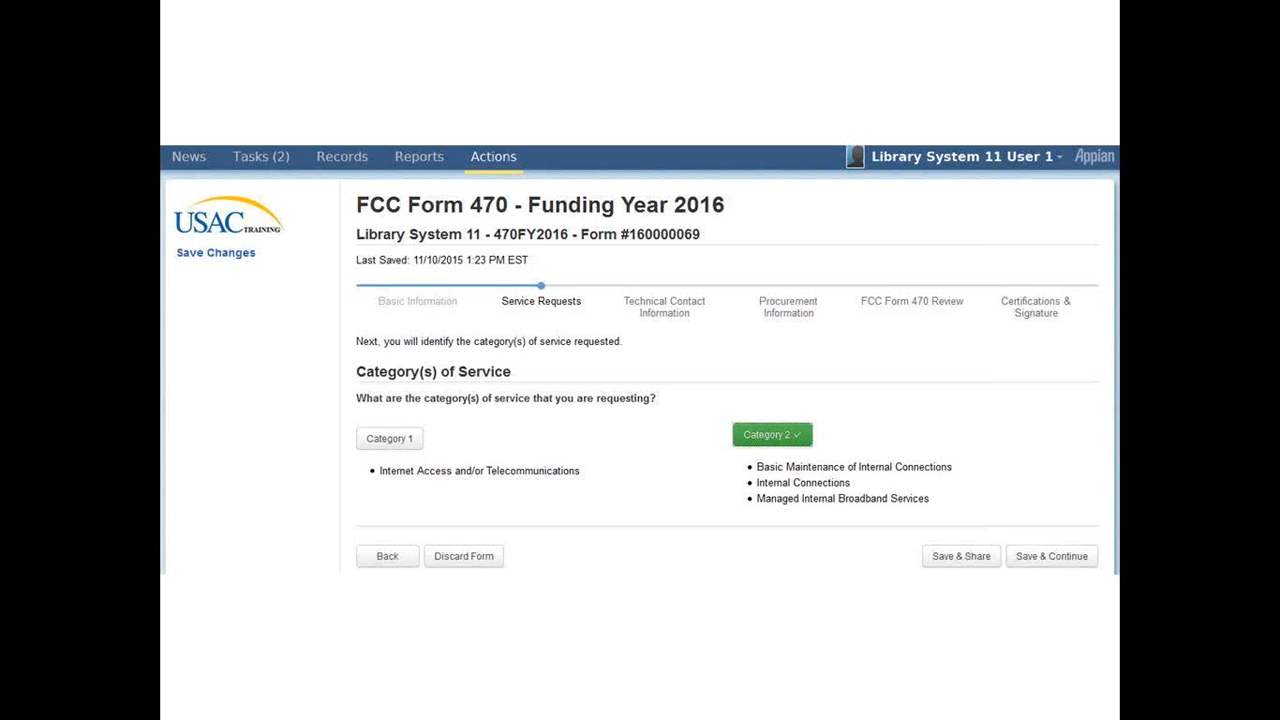 News Tasks (2) Records Reports Actions Library System 11 User 1 Appian
USAC TRAINING
Save Changes
FCC Form 470 - Funding Year 2016
Library System 11 - 470FY2016 - Form #160000069
Last Saved: 11/10/2015 1:23 PM EST
Basic Information Service Requests Technical Contact Information Procurement Information FCC Form 470 Review Certifications & Signature
Next, you will identify the category(s) of service requested.
Category(s) of Service
What are the category(s) of service that you are requesting?
Category 1
• Internet Access and/or Telecommunications
Category 2 ✓
• Basic Maintenance of Internal Connections
• Internal Connections
• Managed Internal Broadband Services
Back Discard Form Save & Share Save & Continue